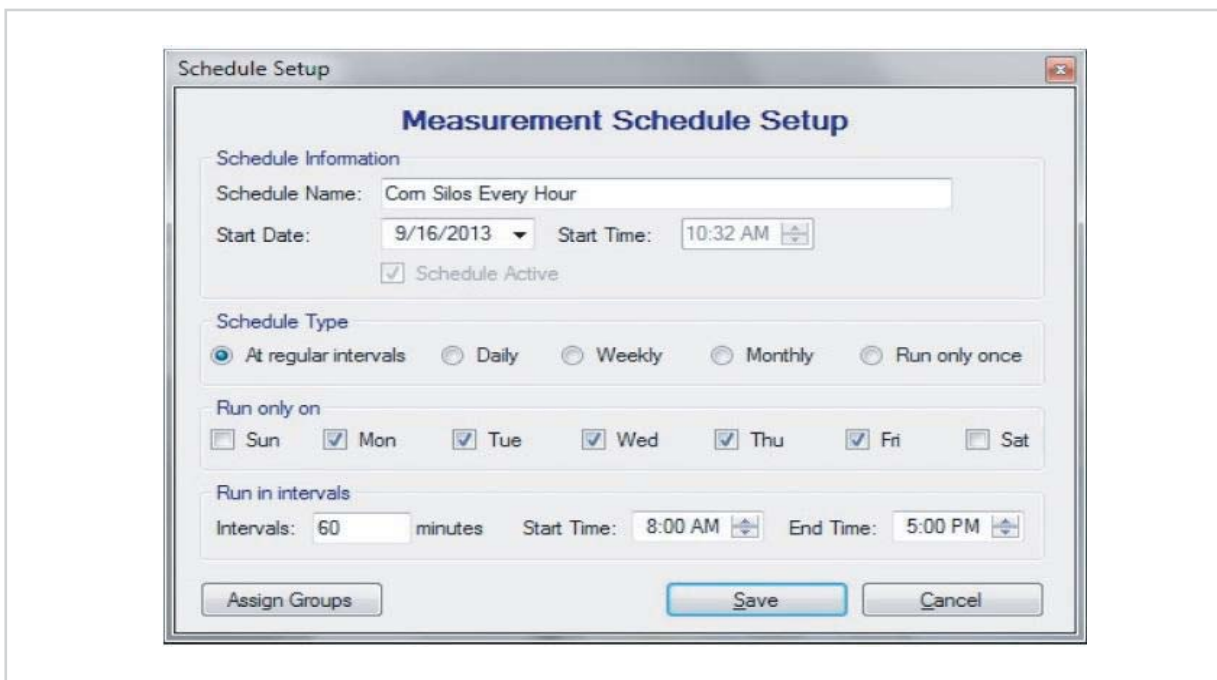 Schedule Setup
Measurement Schedule Setup
Schedule Information
Schedule Name: Corn Silos Every Hour
Start Date: 9/16/2013 Start Time: 10:32 AM
Schedule Active
Schedule Type
At regular intervals Daily Weekly Monthly Run only once
Run only on
Sun Mon Tue Wed Thu Fri Sat
Run in intervals
Intervals: 60 minutes Start Time: 8:00 AM End Time: 5:00 PM
Assign Groups Save Cancel